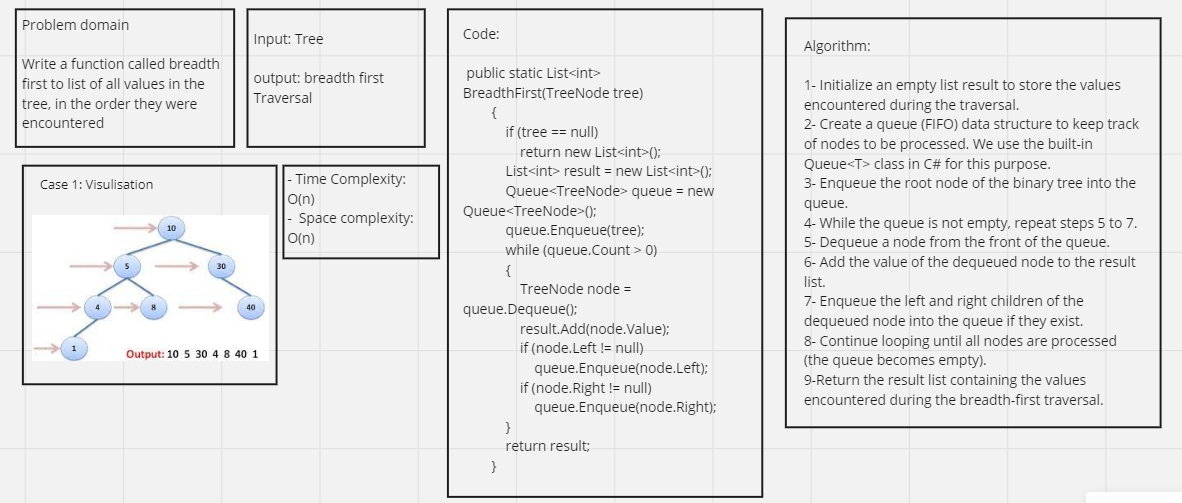 Problem domain
Write a function called breadth
first to list of all values in the
tree, in the order they were
encountered
Input: Tree
output: breadth first
Traversal
Case 1: Visulisation
10
5
30
4
8
40
1
Output: 10 5 30 4 8 40 1
- Time Complexity:
O(n)
- Space complexity:
O(n)
Code:
public static List<int>
BreadthFirst(TreeNode tree)
{
if (tree == null)
return new List<int>();
List<int> result = new List<int>();
Queue<TreeNode> queue = new
Queue<TreeNode>();
queue.Enqueue(tree);
while (queue.Count > 0)
{
TreeNode node =
queue.Dequeue();
result.Add(node.Value);
if (node.Left != null)
queue.Enqueue(node.Left);
if (node.Right != null)
queue.Enqueue(node.Right);
}
return result;
}
Algorithm:
1- Initialize an empty list result to store the values
encountered during the traversal.
2- Create a queue (FIFO) data structure to keep track
of nodes to be processed. We use the built-in
Queue<T> class in C# for this purpose.
3- Enqueue the root node of the binary tree into the
queue.
4- While the queue is not empty, repeat steps 5 to 7.
5- Dequeue a node from the front of the queue.
6- Add the value of the dequeued node to the result
list.
7- Enqueue the left and right children of the
dequeued node into the queue if they exist.
8- Continue looping until all nodes are processed
(the queue becomes empty).
9-Return the result list containing the values
encountered during the breadth-first traversal.